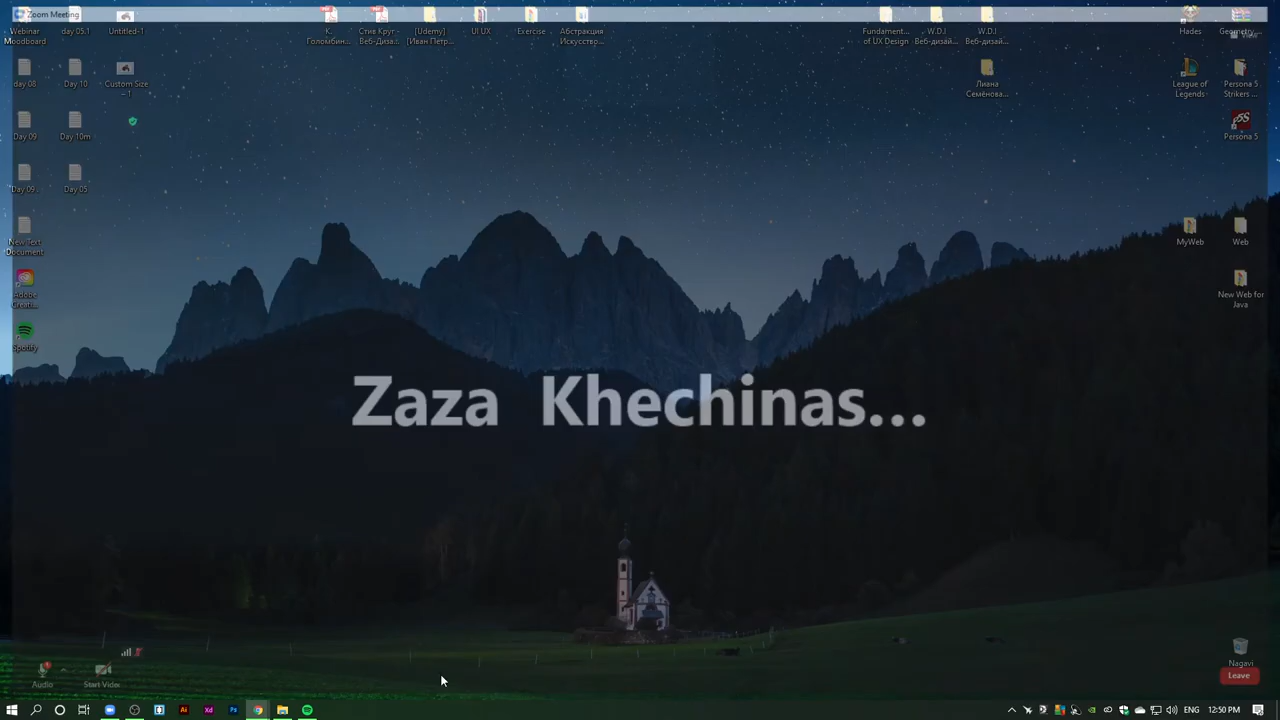 Zoom Meeting
Webinar
Moodboard
day 05.1
Untitled-1
К.
Голомбин...
Стив Круг -
Веб-Диза...
[Udemy]
[Иван Петр...
UI UX
Exercise
Абстракция
Искусство...
Fundament...
of UX Design
W.D.I
Веб-дизай...
W.D.I
Веб-дизай...
Hades
Geometry...
View
day 08
Day 10
Custom Size
– 1
Лиана
Семёнова...
League of
Legends
Persona 5
Strikers ...
Day 09
Day 10m
Persona 5
Day 09..
Day 05
New Text
Document
MyWeb
Web
Adobe
Creati...
New Web for
Java
Spotify
Zaza Khechinas...
Nagavi
Audio
Start Video
Leave
ENG
12:50 PM